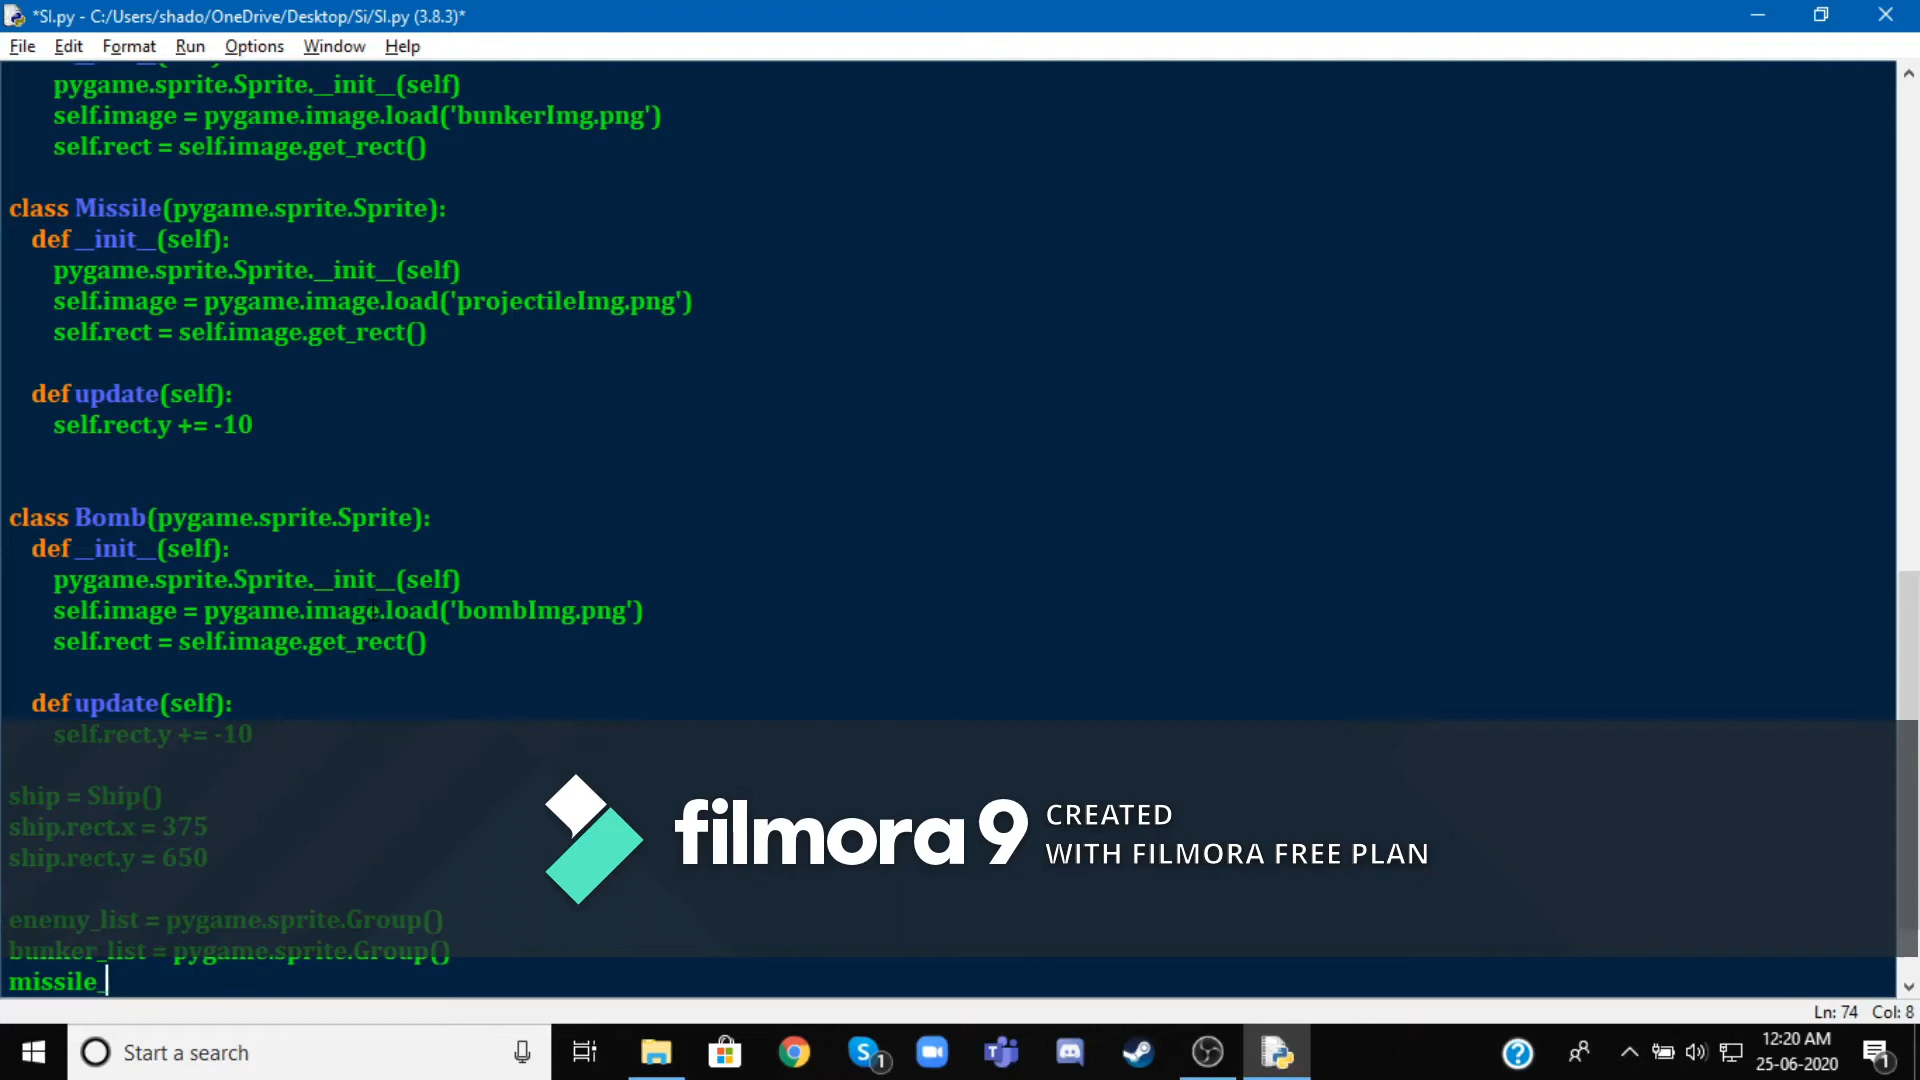 *SI.py - C:/Users/shado/OneDrive/Desktop/Si/SI.py (3.8.3)*
File Edit Format Run Options Window Help
pygame.sprite.Sprite.__init__(self)
self.image = pygame.image.load('bunkerImg.png')
self.rect = self.image.get_rect()
class Missile(pygame.sprite.Sprite):
def __init__(self):
pygame.sprite.Sprite.__init__(self)
self.image = pygame.image.load('projectileImg.png')
self.rect = self.image.get_rect()
def update(self):
self.rect.y += -10
class Bomb(pygame.sprite.Sprite):
def __init__(self):
pygame.sprite.Sprite.__init__(self)
self.image = pygame.image.load('bombImg.png')
self.rect = self.image.get_rect()
def update(self):
self.rect.y += -10
ship = Ship()
ship.rect.x = 375
ship.rect.y = 650
enemy_list = pygame.sprite.Group()
bunker_list = pygame.sprite.Group()
missile_
filmora 9
CREATED
WITH FILMORA FREE PLAN
Ln: 74 Col: 8
Start a search
1
12:20 AM
25-06-2020
1